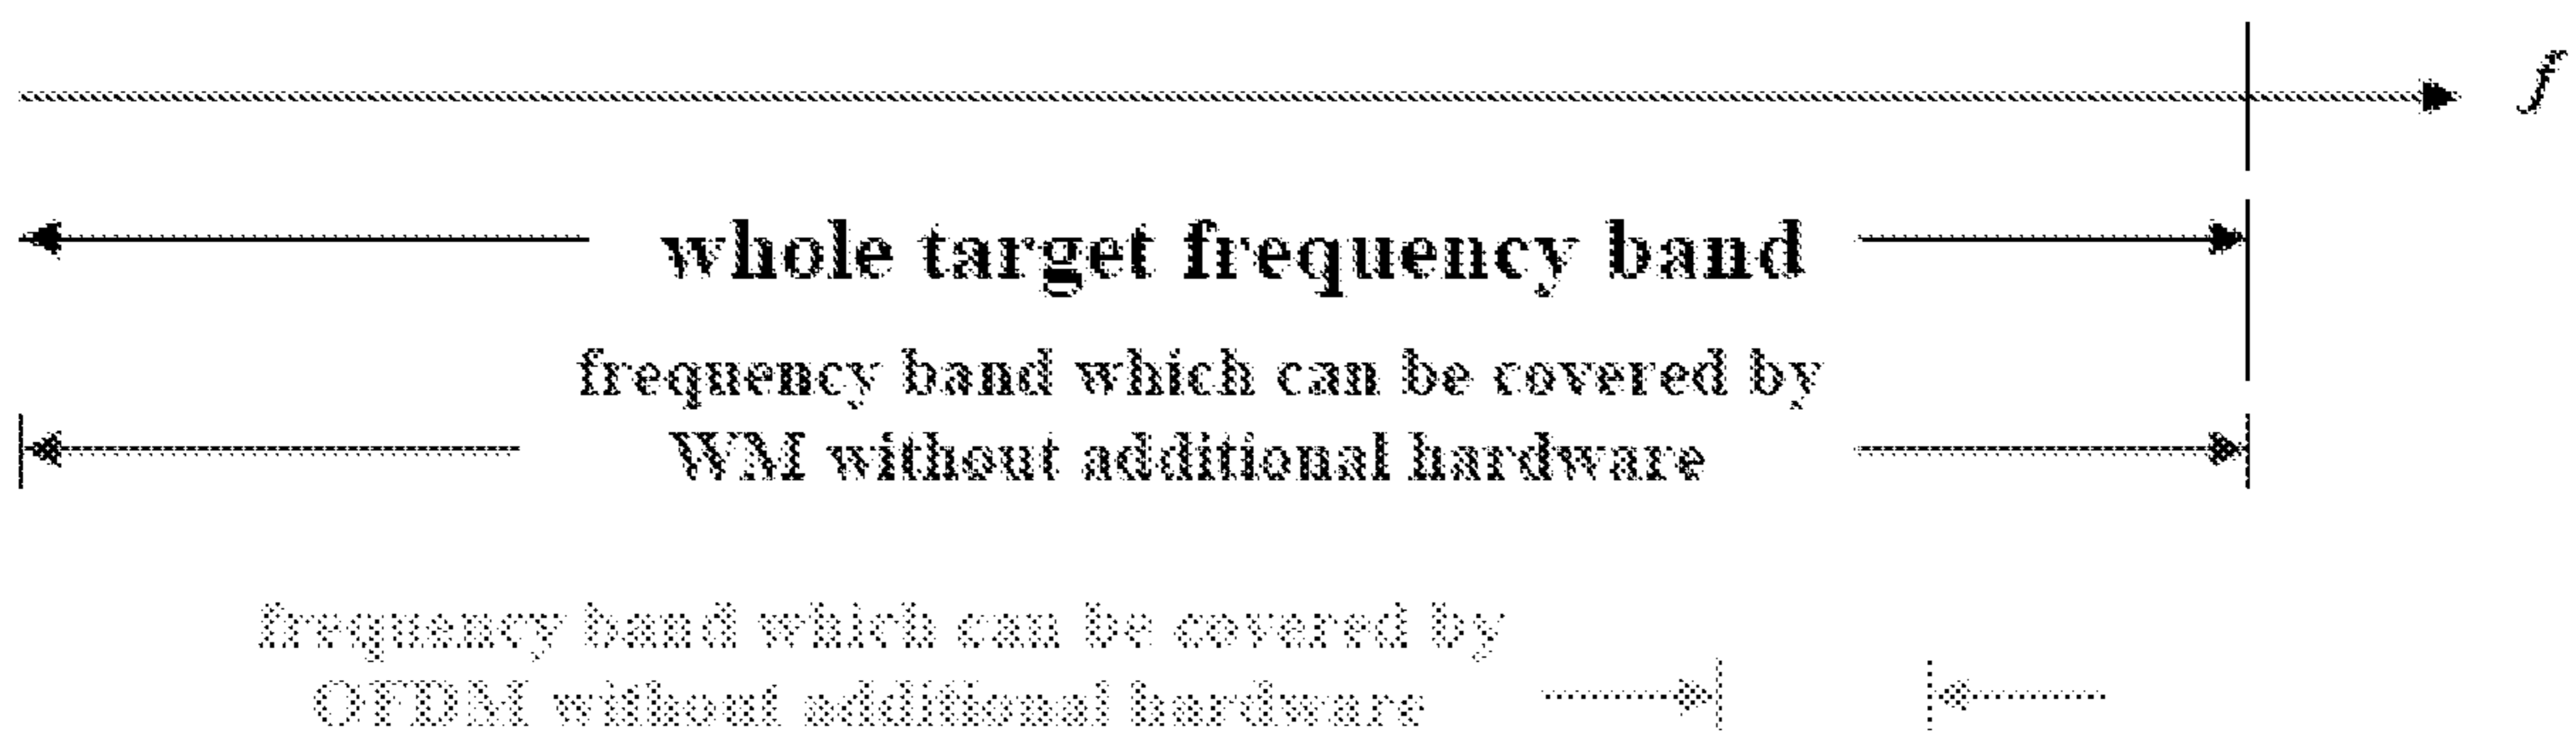 f
whole target frequency band
frequency band which can be covered by
WM without additional hardware
frequency band which can be covered by
OFDM without additional hardware